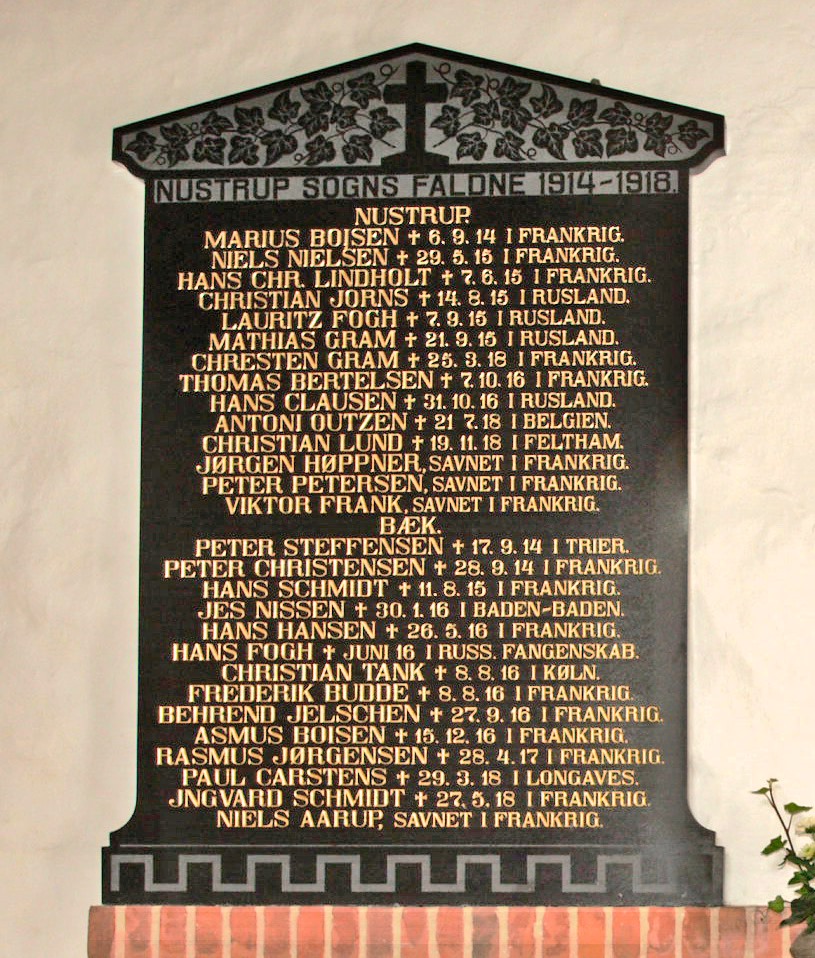 NUSTRUP SOGNS FALDNE 1914-1918.
NUSTRUP.
MARIUS BOISEN ✝ 6. 9. 14 I FRANKRIG.
NIELS NIELSEN ✝ 29. 5. 15 I FRANKRIG.
HANS CHR. LINDHOLT ✝ 7. 6. 15 I FRANKRIG.
CHRISTIAN JØRNS ✝ 14. 8. 15 I RUSLAND.
LAURITZ FOGH ✝ 7. 9. 15 I RUSLAND.
MATHIAS GRAM ✝ 21. 9. 15 I RUSLAND.
CHRESTEN GRAM ✝ 25. 3. 18 I FRANKRIG.
THOMAS BERTELSEN ✝ 7. 10. 16 I FRANKRIG.
HANS CLAUSEN ✝ 31. 10. 16 I RUSLAND.
ANTONI OUTZEN ✝ 21 7. 18 I BELGIEN.
CHRISTIAN LUND ✝ 19. 11. 18 I FELTHAM.
JØRGEN HØPPNER, SAVNET I FRANKRIG.
PETER PETERSEN, SAVNET I FRANKRIG.
VIKTOR FRANK, SAVNET I FRANKRIG.
BÆK.
PETER STEFFENSEN ✝ 17. 9. 14 I TRIER.
PETER CHRISTENSEN ✝ 28. 9. 14 I FRANKRIG.
HANS SCHMIDT ✝ 11. 8. 15 I FRANKRIG.
JES NISSEN ✝ 30. 1. 16 I BADEN-BADEN.
HANS HANSEN ✝ 26. 5. 16 I FRANKRIG.
HANS FOGH ✝ JUNI 16 I RUSS. FANGENSKAB.
CHRISTIAN TANK ✝ 8. 8. 16 I KØLN.
FREDERIK BUDDE ✝ 8. 8. 16 I FRANKRIG.
BEHREND JELSCHEN ✝ 27. 9. 16 I FRANKRIG.
ASMUS BOISEN ✝ 15. 12. 16 I FRANKRIG.
RASMUS JØRGENSEN ✝ 28. 4. 17 I FRANKRIG.
PAUL CARSTENS ✝ 29. 3. 18 I LONGAVES.
JNGVARD SCHMIDT ✝ 27. 5. 18 I FRANKRIG.
NIELS AARUP, SAVNET I FRANKRIG.